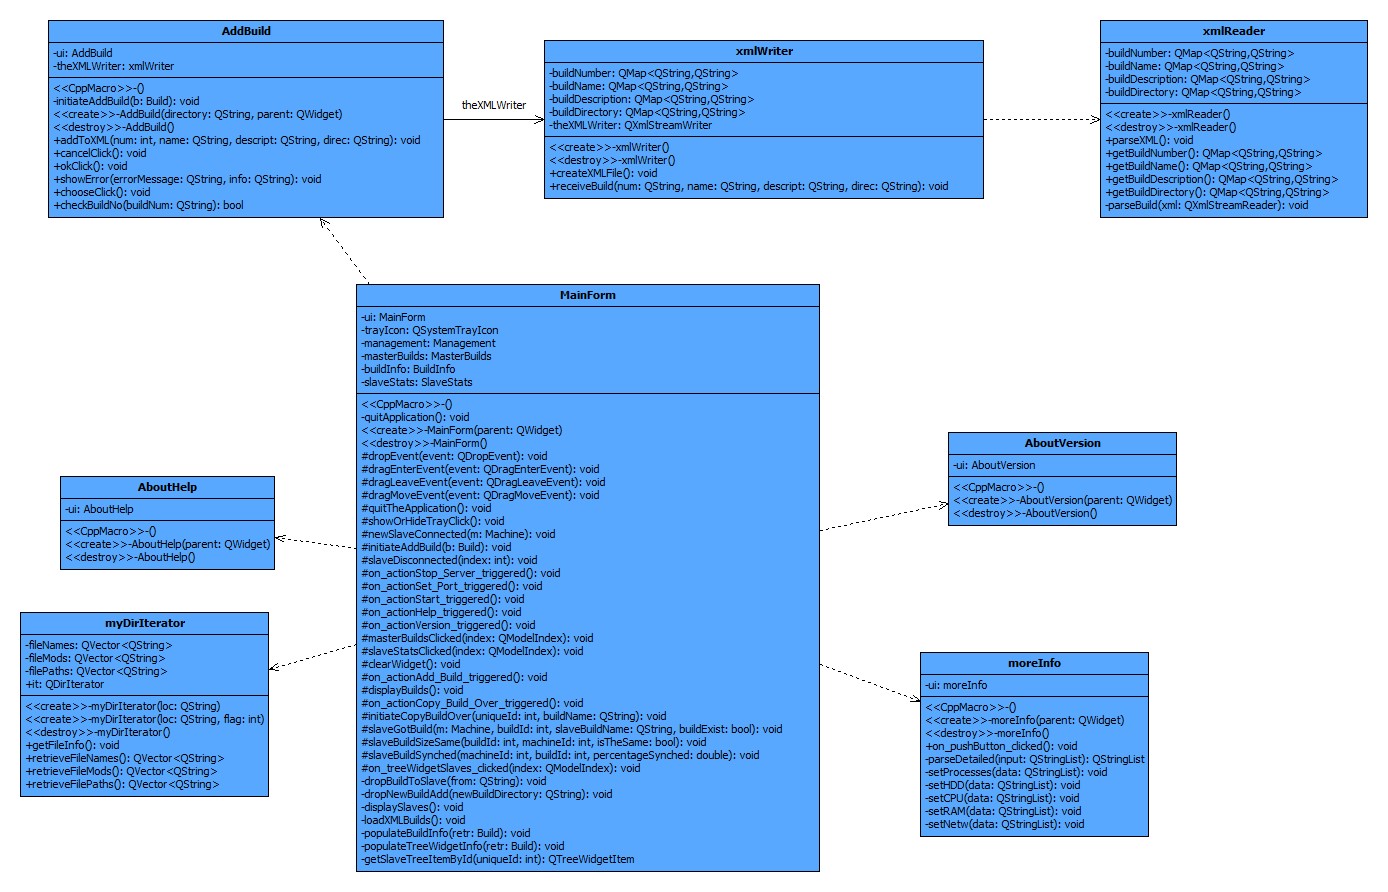 AddBuild
-ui: AddBuild
-theXMLWriter: xmlWriter
<<CppMacro>>-()
-initiateAddBuild(b: Build): void
<<create>>-AddBuild(directory: QString, parent: QWidget)
<<destroy>>-AddBuild()
+addToXML(num: int, name: QString, descript: QString, direc: QString): void
+cancelClick(): void
+okClick(): void
+showError(errorMessage: QString, info: QString): void
+chooseClick(): void
+checkBuildNo(buildNum: QString): bool
theXMLWriter
xmlWriter
-buildNumber: QMap<QString,QString>
-buildName: QMap<QString,QString>
-buildDescription: QMap<QString,QString>
-buildDirectory: QMap<QString,QString>
-theXMLWriter: QXmlStreamWriter
<<create>>-xmlWriter()
<<destroy>>-xmlWriter()
+createXMLFile(): void
+receiveBuild(num: QString, name: QString, descript: QString, direc: QString): void
xmlReader
-buildNumber: QMap<QString,QString>
-buildName: QMap<QString,QString>
-buildDescription: QMap<QString,QString>
-buildDirectory: QMap<QString,QString>
<<create>>-xmlReader()
<<destroy>>-xmlReader()
+parseXML(): void
+getBuildNumber(): QMap<QString,QString>
+getBuildName(): QMap<QString,QString>
+getBuildDescription(): QMap<QString,QString>
+getBuildDirectory(): QMap<QString,QString>
-parseBuild(xml: QXmlStreamReader): void
MainForm
-ui: MainForm
-trayIcon: QSystemTrayIcon
-management: Management
-masterBuilds: MasterBuilds
-buildInfo: BuildInfo
-slaveStats: SlaveStats
<<CppMacro>>-()
-quitApplication(): void
<<create>>-MainForm(parent: QWidget)
<<destroy>>-MainForm()
#dropEvent(event: QDropEvent): void
#dragEnterEvent(event: QDragEnterEvent): void
#dragLeaveEvent(event: QDragLeaveEvent): void
#dragMoveEvent(event: QDragMoveEvent): void
#quitTheApplication(): void
#showOrHideTrayClick(): void
#newSlaveConnected(m: Machine): void
#initiateAddBuild(b: Build): void
#slaveDisconnected(index: int): void
#on_actionStop_Server_triggered(): void
#on_actionSet_Port_triggered(): void
#on_actionStart_triggered(): void
#on_actionHelp_triggered(): void
#on_actionVersion_triggered(): void
#masterBuildsClicked(index: QModelIndex): void
#slaveStatsClicked(index: QModelIndex): void
#clearWidget(): void
#on_actionAdd_Build_triggered(): void
#displayBuilds(): void
#on_actionCopy_Build_Over_triggered(): void
#initiateCopyBuildOver(uniqueId: int, buildName: QString): void
#slaveGotBuild(m: Machine, buildId: int, slaveBuildName: QString, buildExist: bool): void
#slaveBuildSizeSame(buildId: int, machineId: int, isTheSame: bool): void
#slaveBuildSynched(machineId: int, buildId: int, percentageSynched: double): void
#on_treeWidgetSlaves_clicked(index: QModelIndex): void
-dropBuildToSlave(from: QString): void
-dropNewBuildAdd(newBuildDirectory: QString): void
-displaySlaves(): void
-loadXMLBuilds(): void
-populateBuildInfo(retr: Build): void
-populateTreeWidgetInfo(retr: Build): void
-getSlaveTreeItemById(uniqueId: int): QTreeWidgetItem
AboutVersion
-ui: AboutVersion
<<CppMacro>>-()
<<create>>-AboutVersion(parent: QWidget)
<<destroy>>-AboutVersion()
AboutHelp
-ui: AboutHelp
<<CppMacro>>-()
<<create>>-AboutHelp(parent: QWidget)
<<destroy>>-AboutHelp()
myDirIterator
-fileNames: QVector<QString>
-fileMods: QVector<QString>
-filePaths: QVector<QString>
+it: QDirIterator
<<create>>-myDirIterator(loc: QString)
<<create>>-myDirIterator(loc: QString, flag: int)
<<destroy>>-myDirIterator()
+getFileInfo(): void
+retrieveFileNames(): QVector<QString>
+retrieveFileMods(): QVector<QString>
+retrieveFilePaths(): QVector<QString>
moreInfo
-ui: moreInfo
<<CppMacro>>-()
<<create>>-moreInfo(parent: QWidget)
<<destroy>>-moreInfo()
+on_pushButton_clicked(): void
-parseDetailed(input: QStringList): QStringList
-setProcesses(data: QStringList): void
-setHDD(data: QStringList): void
-setCPU(data: QStringList): void
-setRAM(data: QStringList): void
-setNetw(data: QStringList): void